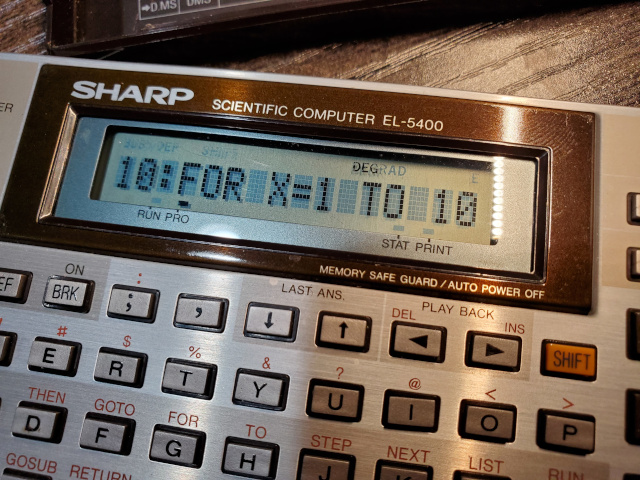 ➔D.MS DMS
SHARP SCIENTIFIC COMPUTER EL-5400
DEGRAD E
10:FOR X=1 TO 10
RUN PRO
STAT PRINT
MEMORY SAFE GUARD/AUTO POWER OFF
ON : LAST ANS. PLAY BACK
DEL INS
BRK ; , ↓ ↑ ◀ ▶ SHIFT
# $ % & ? @ < >
E R T Y U I O P
THEN GOTO FOR TO STEP NEXT LIST RUN
D F G H J K
GOSUB RETURN